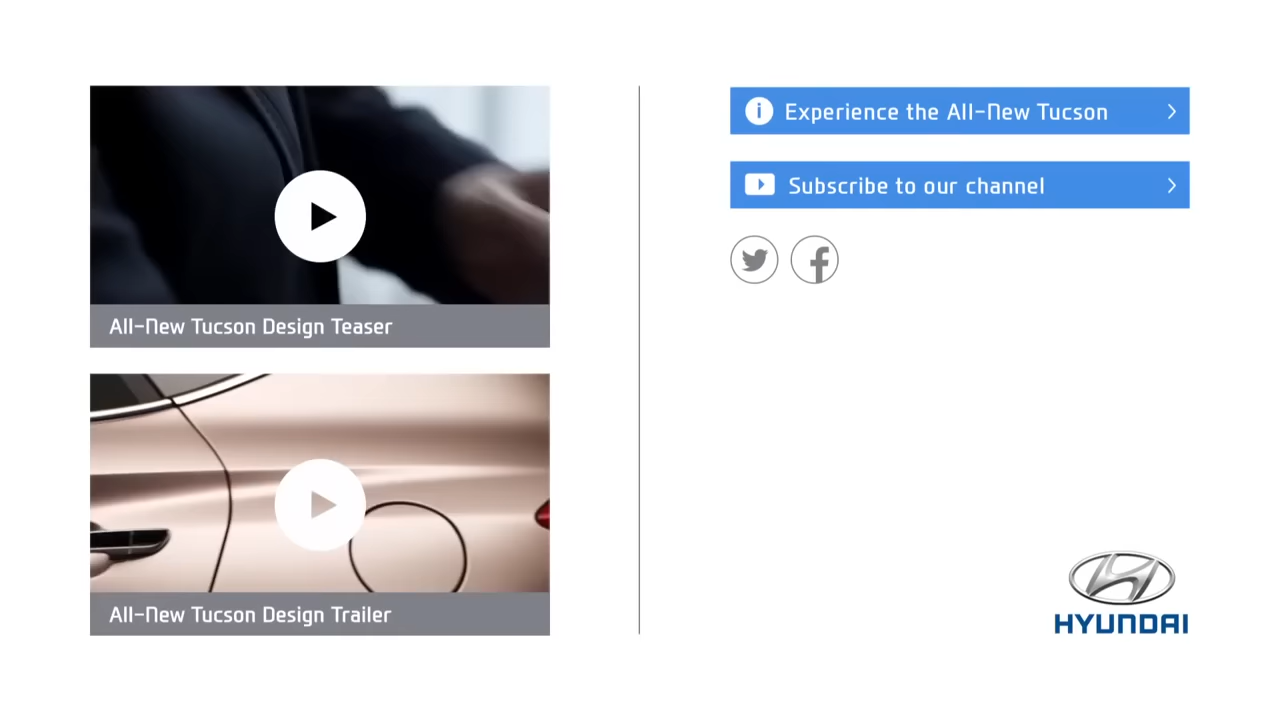 All-New Tucson Design Teaser
All-New Tucson Design Trailer
Experience the All-New Tucson
Subscribe to our channel
HYUNDAI